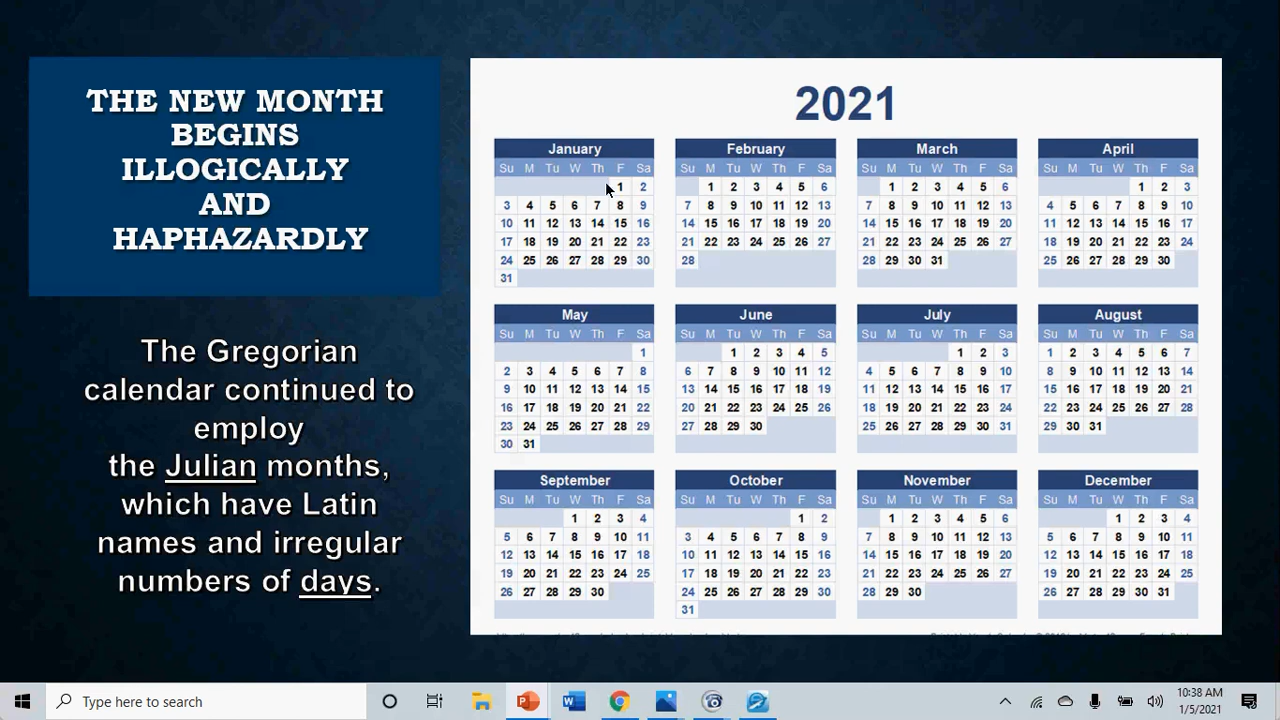 THE NEW MONTH
BEGINS
ILLOGICALLY
AND
HAPHAZARDLY
The Gregorian
calendar continued to
employ
the Julian months,
which have Latin
names and irregular
numbers of days.
2021
January
Su M Tu W Th F Sa
1 2
3 4 5 6 7 8 9
10 11 12 13 14 15 16
17 18 19 20 21 22 23
24 25 26 27 28 29 30
31
February
Su M Tu W Th F Sa
1 2 3 4 5 6
7 8 9 10 11 12 13
14 15 16 17 18 19 20
21 22 23 24 25 26 27
28
March
Su M Tu W Th F Sa
1 2 3 4 5 6
7 8 9 10 11 12 13
14 15 16 17 18 19 20
21 22 23 24 25 26 27
28 29 30 31
April
Su M Tu W Th F Sa
1 2 3
4 5 6 7 8 9 10
11 12 13 14 15 16 17
18 19 20 21 22 23 24
25 26 27 28 29 30
May
Su M Tu W Th F Sa
1
2 3 4 5 6 7 8
9 10 11 12 13 14 15
16 17 18 19 20 21 22
23 24 25 26 27 28 29
30 31
June
Su M Tu W Th F Sa
1 2 3 4 5
6 7 8 9 10 11 12
13 14 15 16 17 18 19
20 21 22 23 24 25 26
27 28 29 30
July
Su M Tu W Th F Sa
1 2 3
4 5 6 7 8 9 10
11 12 13 14 15 16 17
18 19 20 21 22 23 24
25 26 27 28 29 30 31
August
Su M Tu W Th F Sa
1 2 3 4 5 6 7
8 9 10 11 12 13 14
15 16 17 18 19 20 21
22 23 24 25 26 27 28
29 30 31
September
Su M Tu W Th F Sa
1 2 3 4
5 6 7 8 9 10 11
12 13 14 15 16 17 18
19 20 21 22 23 24 25
26 27 28 29 30
October
Su M Tu W Th F Sa
1 2
3 4 5 6 7 8 9
10 11 12 13 14 15 16
17 18 19 20 21 22 23
24 25 26 27 28 29 30
31
November
Su M Tu W Th F Sa
1 2 3 4 5 6
7 8 9 10 11 12 13
14 15 16 17 18 19 20
21 22 23 24 25 26 27
28 29 30
December
Su M Tu W Th F Sa
1 2 3 4
5 6 7 8 9 10 11
12 13 14 15 16 17 18
19 20 21 22 23 24 25
26 27 28 29 30 31
Type here to search
10:38 AM
1/5/2021